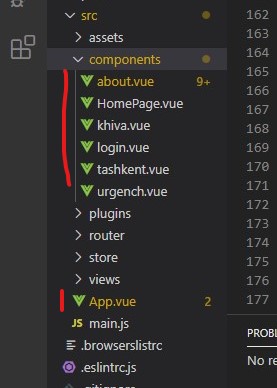 src
assets
components
about.vue 9+
HomePage.vue
khiva.vue
login.vue
tashkent.vue
urgench.vue
plugins
router
store
views
App.vue 2
main.js
.browserslistrc
.eslintrc.js
162
163
164
165
166
167
168
169
170
171
172
173
174
175
176
177
No re